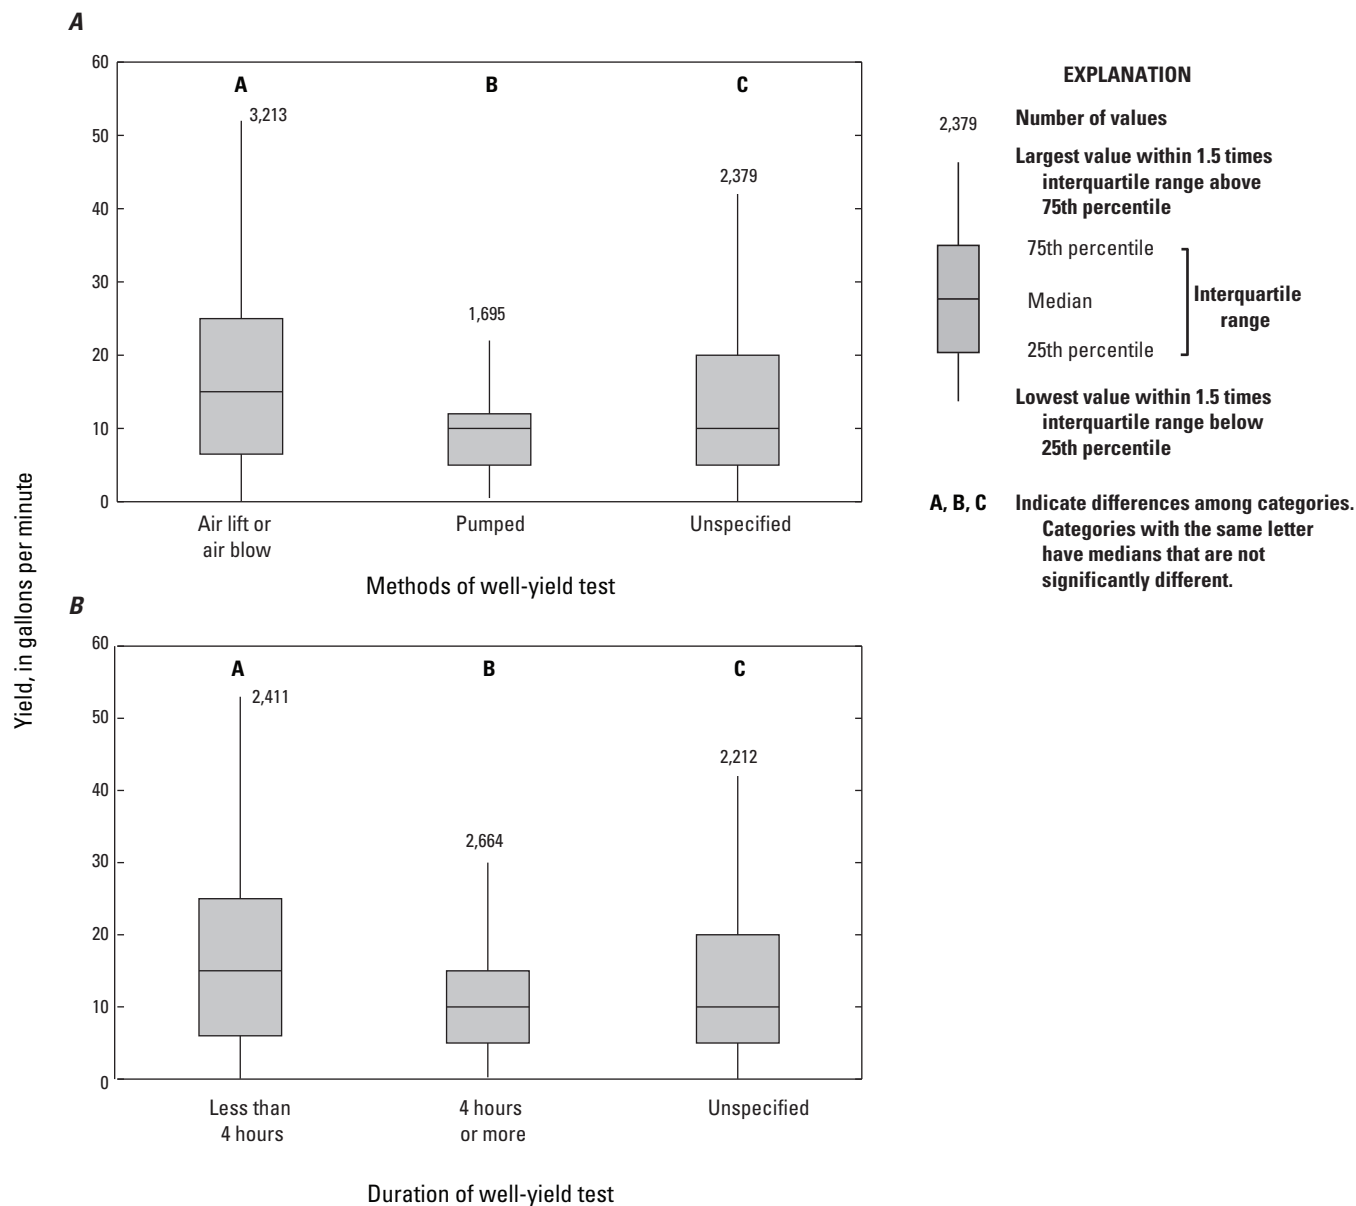 A
60
50
40
30
20
10
0
A
B
C
3,213
1,695
2,379
Air lift or
air blow
Pumped
Unspecified
Methods of well-yield test
Yield, in gallons per minute
B
60
50
40
30
20
10
0
A
B
C
2,411
2,664
2,212
Less than
4 hours
4 hours
or more
Unspecified
Duration of well-yield test
EXPLANATION
2,379
Number of values
Largest value within 1.5 times
interquartile range above
75th percentile
75th percentile
Median
25th percentile
Interquartile
range
Lowest value within 1.5 times
interquartile range below
25th percentile
A, B, C Indicate differences among categories.
Categories with the same letter
have medians that are not
significantly different.